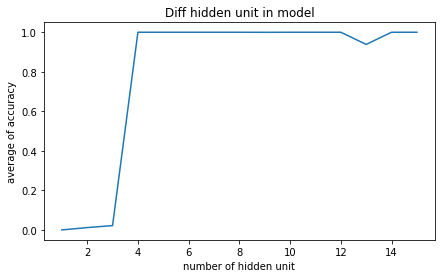 Diff hidden unit in model
average of accuracy
1.0
0.8
0.6
0.4
0.2
0.0
2 4 6 8 10 12 14
number of hidden unit